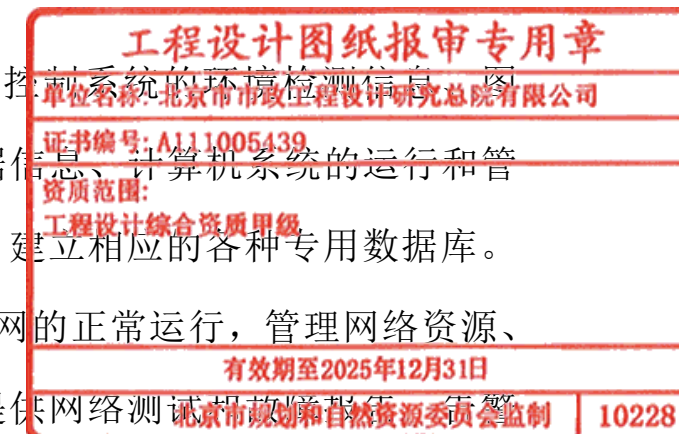 工程设计图纸报审专用章
控制系统的环境检测信息、图
单位名称: 北京市市政工程设计研究总院有限公司
证书编号: A111005439
据信息、计算机系统的运行和管
资质范围:
工程设计综合资质甲级
建立相应的各种专用数据库。
网的正常运行，管理网络资源、
有效期至2025年12月31日
提供网络测试和故障报告、告警
北京市规划和自然资源委员会监制
10228